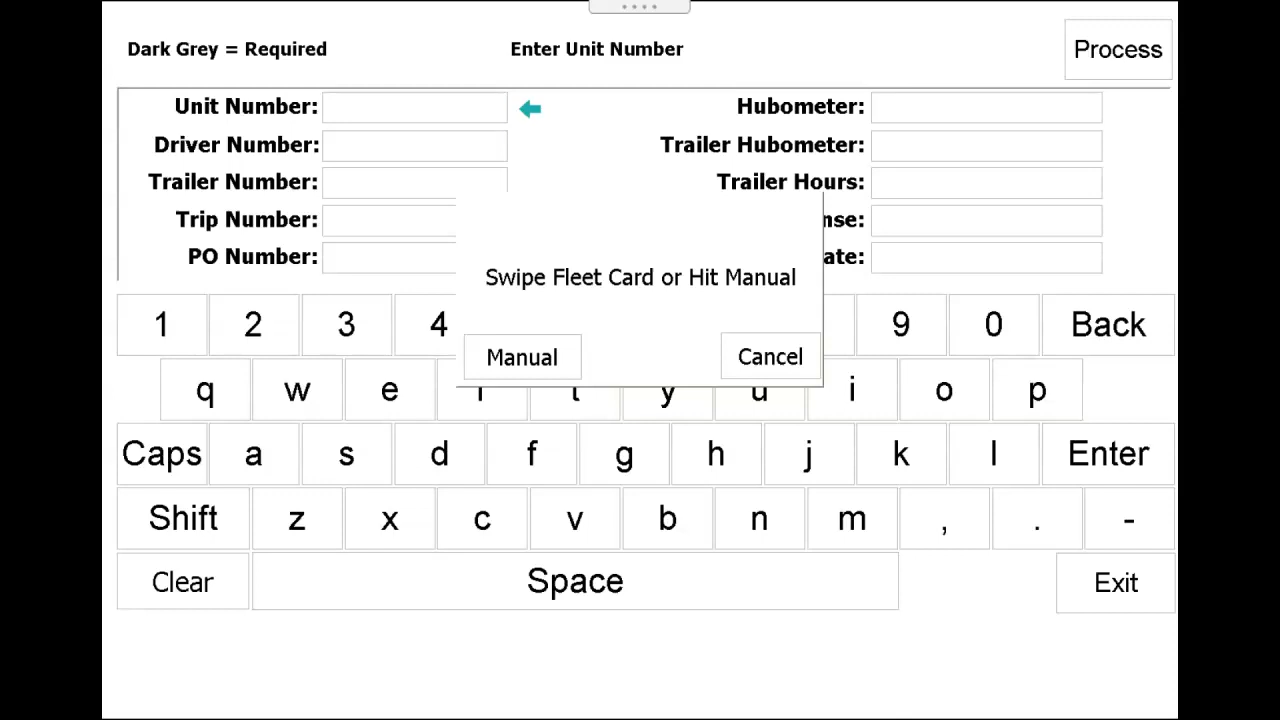 Dark Grey = Required Enter Unit Number Process
Unit Number: Hubometer:
Driver Number: Trailer Hubometer:
Trailer Number: Trailer Hours:
Trip Number: nse:
PO Number: ate:
Swipe Fleet Card or Hit Manual
Manual Cancel
1 2 3 4 9 0 Back
q w e t y u i o p
Caps a s d f g h j k l Enter
Shift z x c v b n m , . -
Clear Space Exit